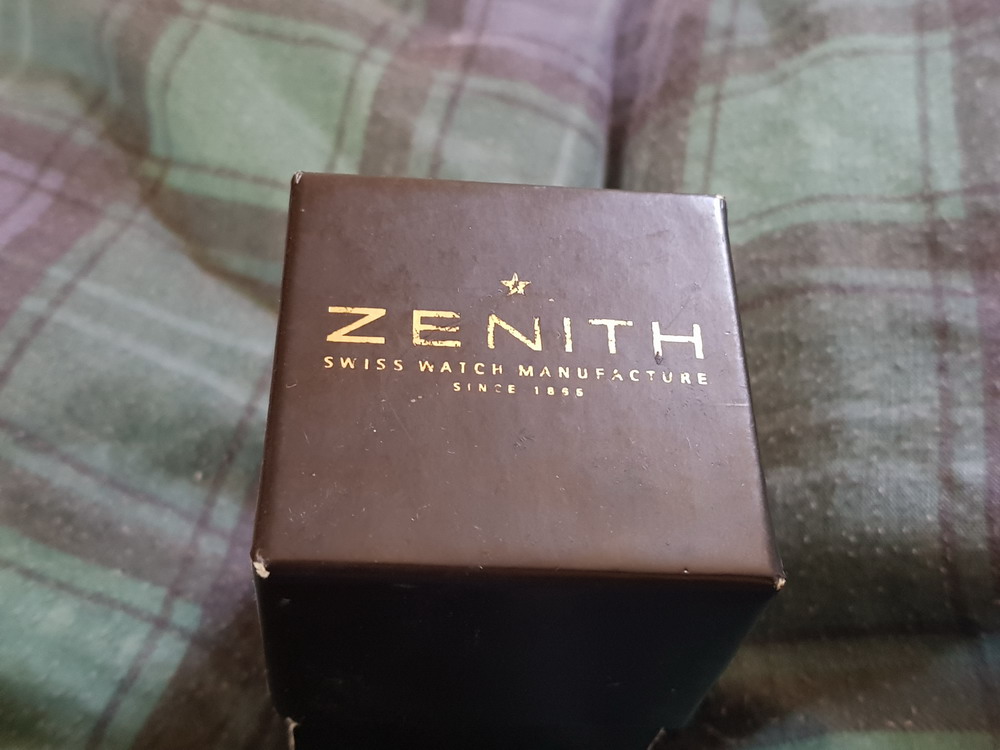 ZENITH
SWISS WATCH MANUFACTURE
SINCE 1865